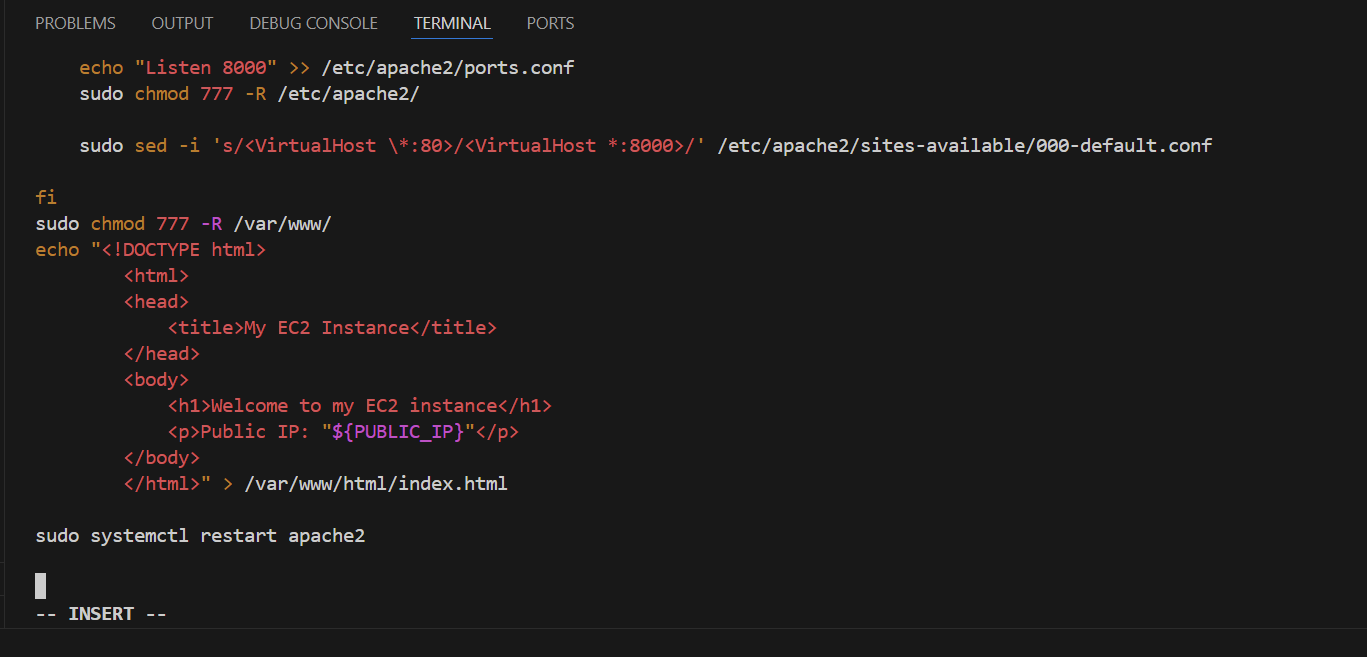 PROBLEMS OUTPUT DEBUG CONSOLE TERMINAL PORTS
    echo "Listen 8000" >> /etc/apache2/ports.conf
    sudo chmod 777 -R /etc/apache2/
    sudo sed -i 's/<VirtualHost \*:80>/<VirtualHost *:8000>/' /etc/apache2/sites-available/000-default.conf
fi
sudo chmod 777 -R /var/www/
echo "<!DOCTYPE html>
        <html>
        <head>
            <title>My EC2 Instance</title>
        </head>
        <body>
            <h1>Welcome to my EC2 instance</h1>
            <p>Public IP: "${PUBLIC_IP}"</p>
        </body>
        </html>" > /var/www/html/index.html
sudo systemctl restart apache2
-- INSERT --